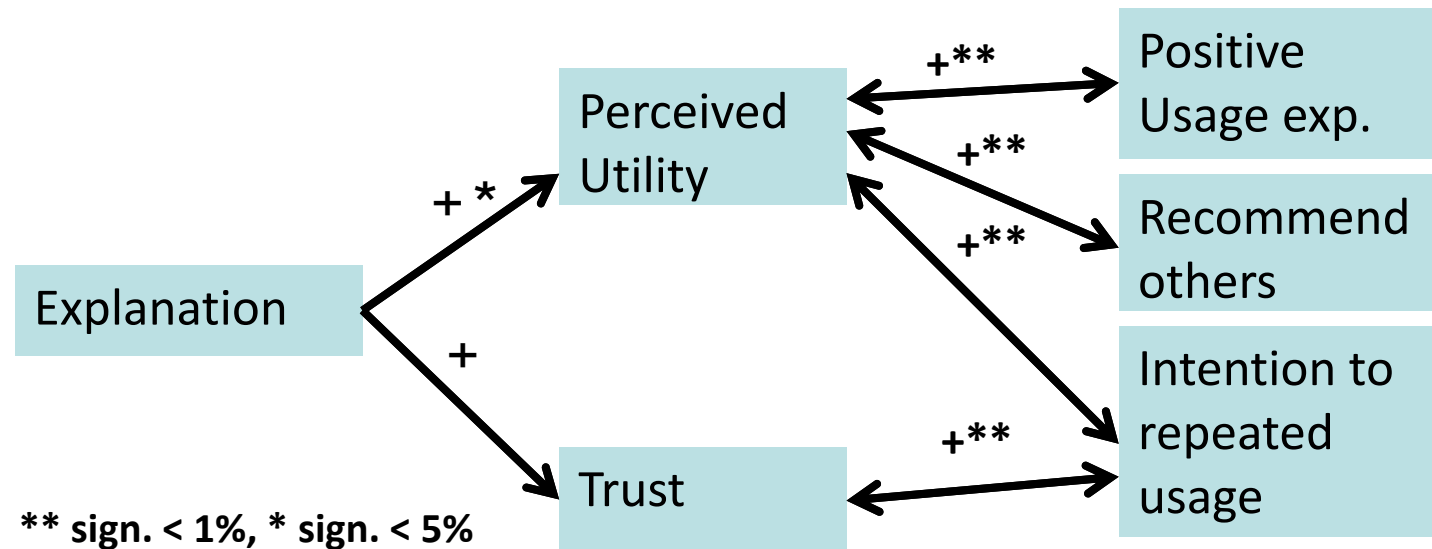 Explanation
+ *
+
Perceived
Utility
Trust
+**
+**
+**
+**
Positive
Usage exp.
Recommend
others
Intention to
repeated
usage
** sign. < 1%, * sign. < 5%